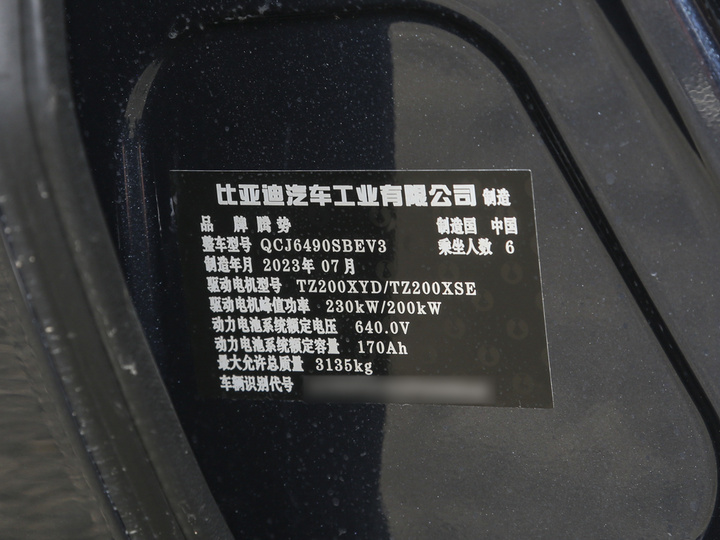 比亚迪汽车工业有限公司 制造
品 牌 腾 势 制造国 中国
整车型号 QCJ6490SBEV3 乘坐人数 6
制造年月 2023年 07月
驱动电机型号 TZ200XYD/TZ200XSE
驱动电机峰值功率 230kW/200kW
动力电池系统额定电压 640.0V
动力电池系统额定容量 170Ah
最大允许总质量 3135kg
车辆识别代号